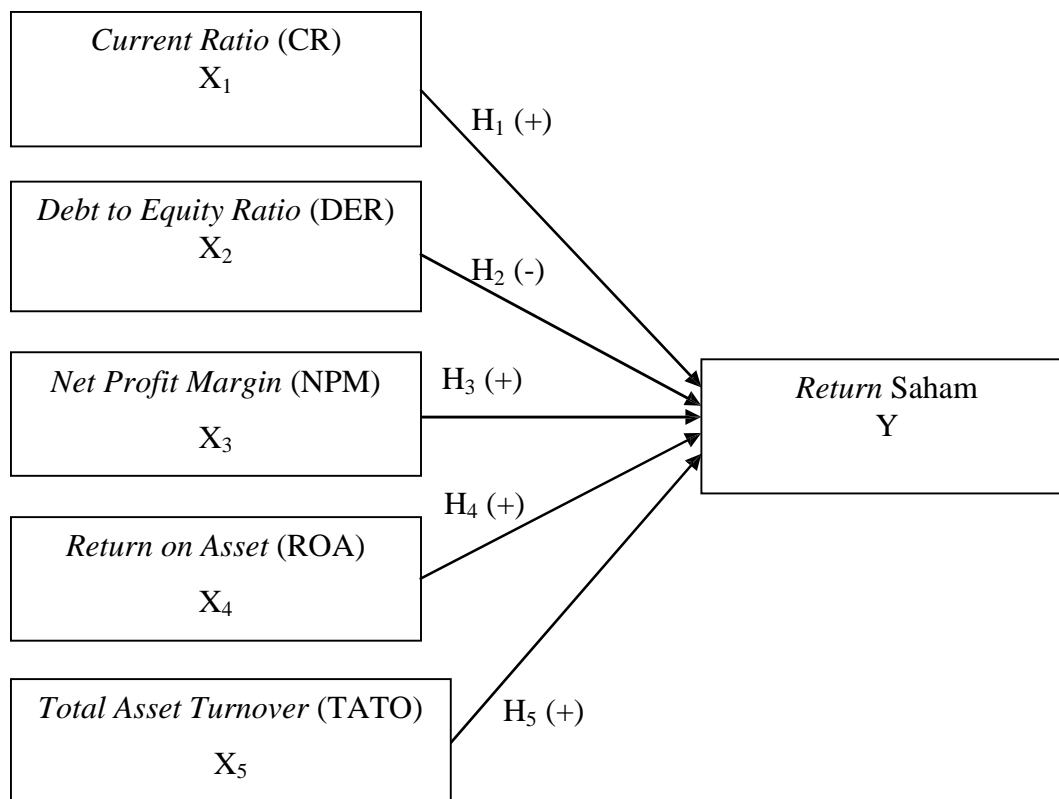 Current Ratio (CR)
X₁
H₁ (+)
Debt to Equity Ratio (DER)
X₂
H₂ (-)
Net Profit Margin (NPM)
X₃
H₃ (+)
Return Saham
Y
Return on Asset (ROA)
X₄
H₄ (+)
Total Asset Turnover (TATO)
X₅
H₅ (+)